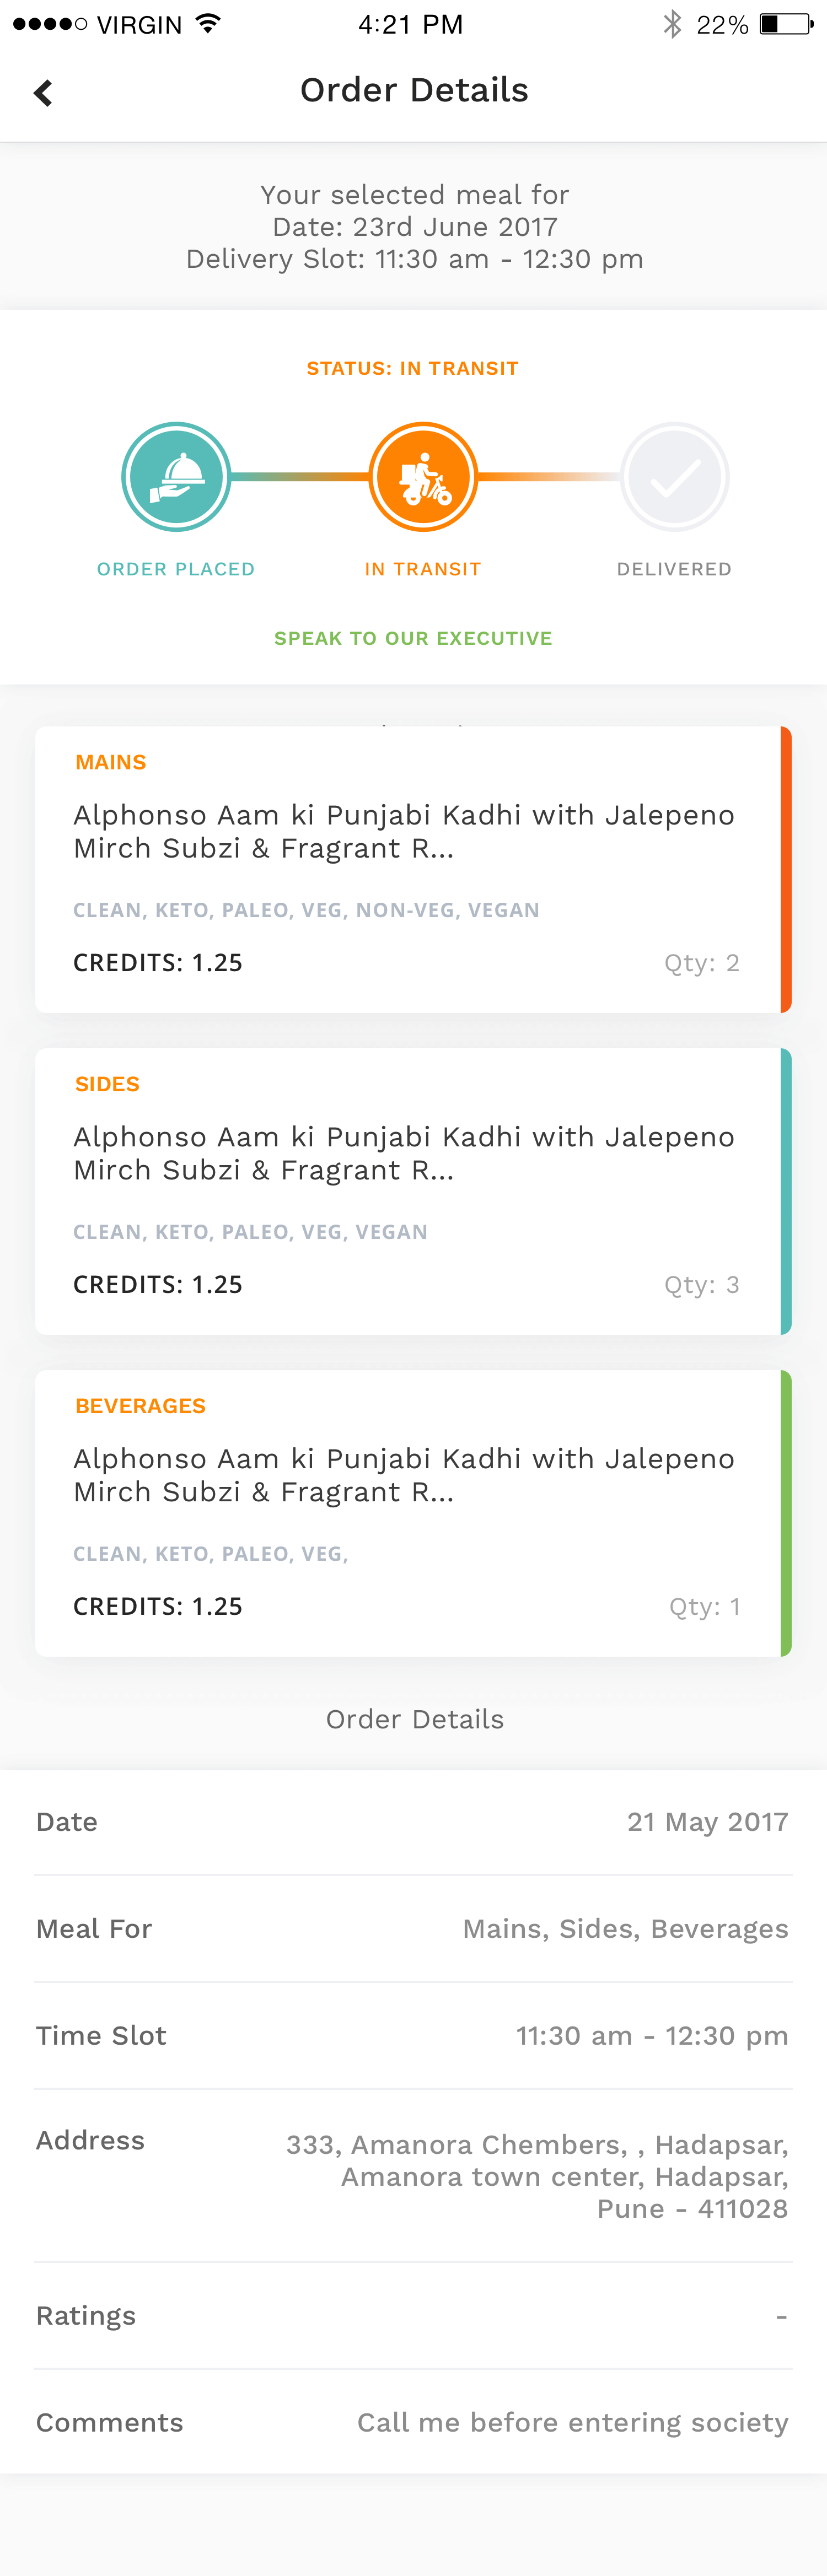 VIRGIN 4:21 PM 22%
Order Details
Your selected meal for
Date: 23rd June 2017
Delivery Slot: 11:30 am - 12:30 pm
STATUS: IN TRANSIT
ORDER PLACED IN TRANSIT DELIVERED
SPEAK TO OUR EXECUTIVE
MAINS
Alphonso Aam ki Punjabi Kadhi with Jalepeno
Mirch Subzi & Fragrant R...
CLEAN, KETO, PALEO, VEG, NON-VEG, VEGAN
CREDITS: 1.25 Qty: 2
SIDES
Alphonso Aam ki Punjabi Kadhi with Jalepeno
Mirch Subzi & Fragrant R...
CLEAN, KETO, PALEO, VEG, VEGAN
CREDITS: 1.25 Qty: 3
BEVERAGES
Alphonso Aam ki Punjabi Kadhi with Jalepeno
Mirch Subzi & Fragrant R...
CLEAN, KETO, PALEO, VEG,
CREDITS: 1.25 Qty: 1
Order Details
Date 21 May 2017
Meal For Mains, Sides, Beverages
Time Slot 11:30 am - 12:30 pm
Address 333, Amanora Chembers, , Hadapsar,
Amanora town center, Hadapsar,
Pune - 411028
Ratings -
Comments Call me before entering society